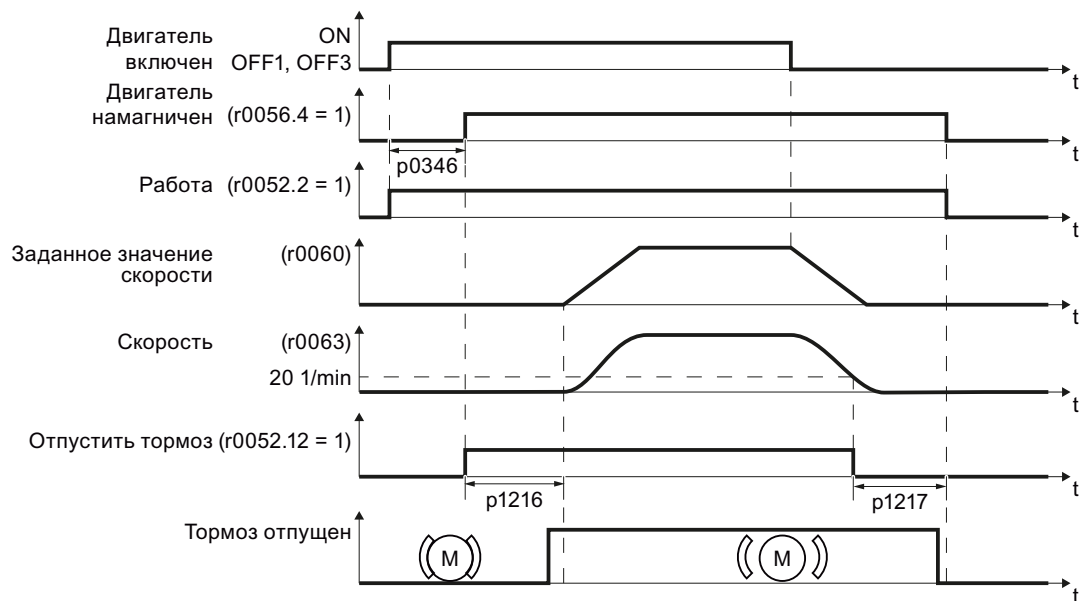 Двигатель ON
включен OFF1, OFF3
t
Двигатель
намагничен (r0056.4 = 1)
t
p0346
Работа (r0052.2 = 1)
t
Заданное значение (r0060)
скорости
t
Скорость (r0063)
20 1/min
t
Отпустить тормоз (r0052.12 = 1)
t
p1216 p1217
Тормоз отпущен
M M
t